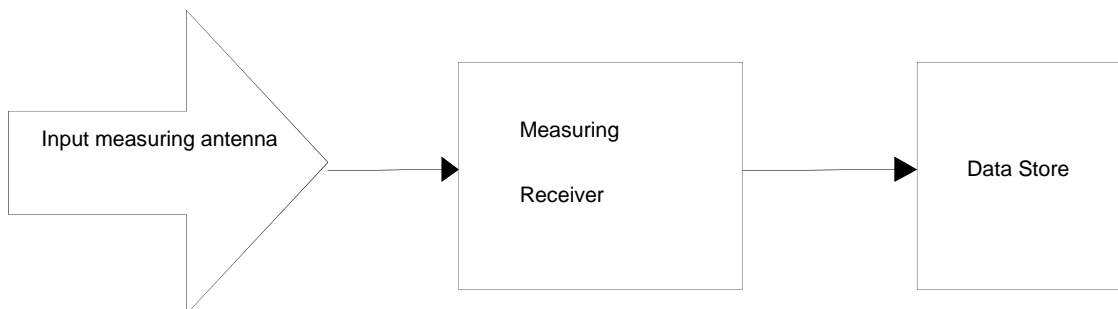 Input measuring antenna
Measuring
Receiver
Data Store